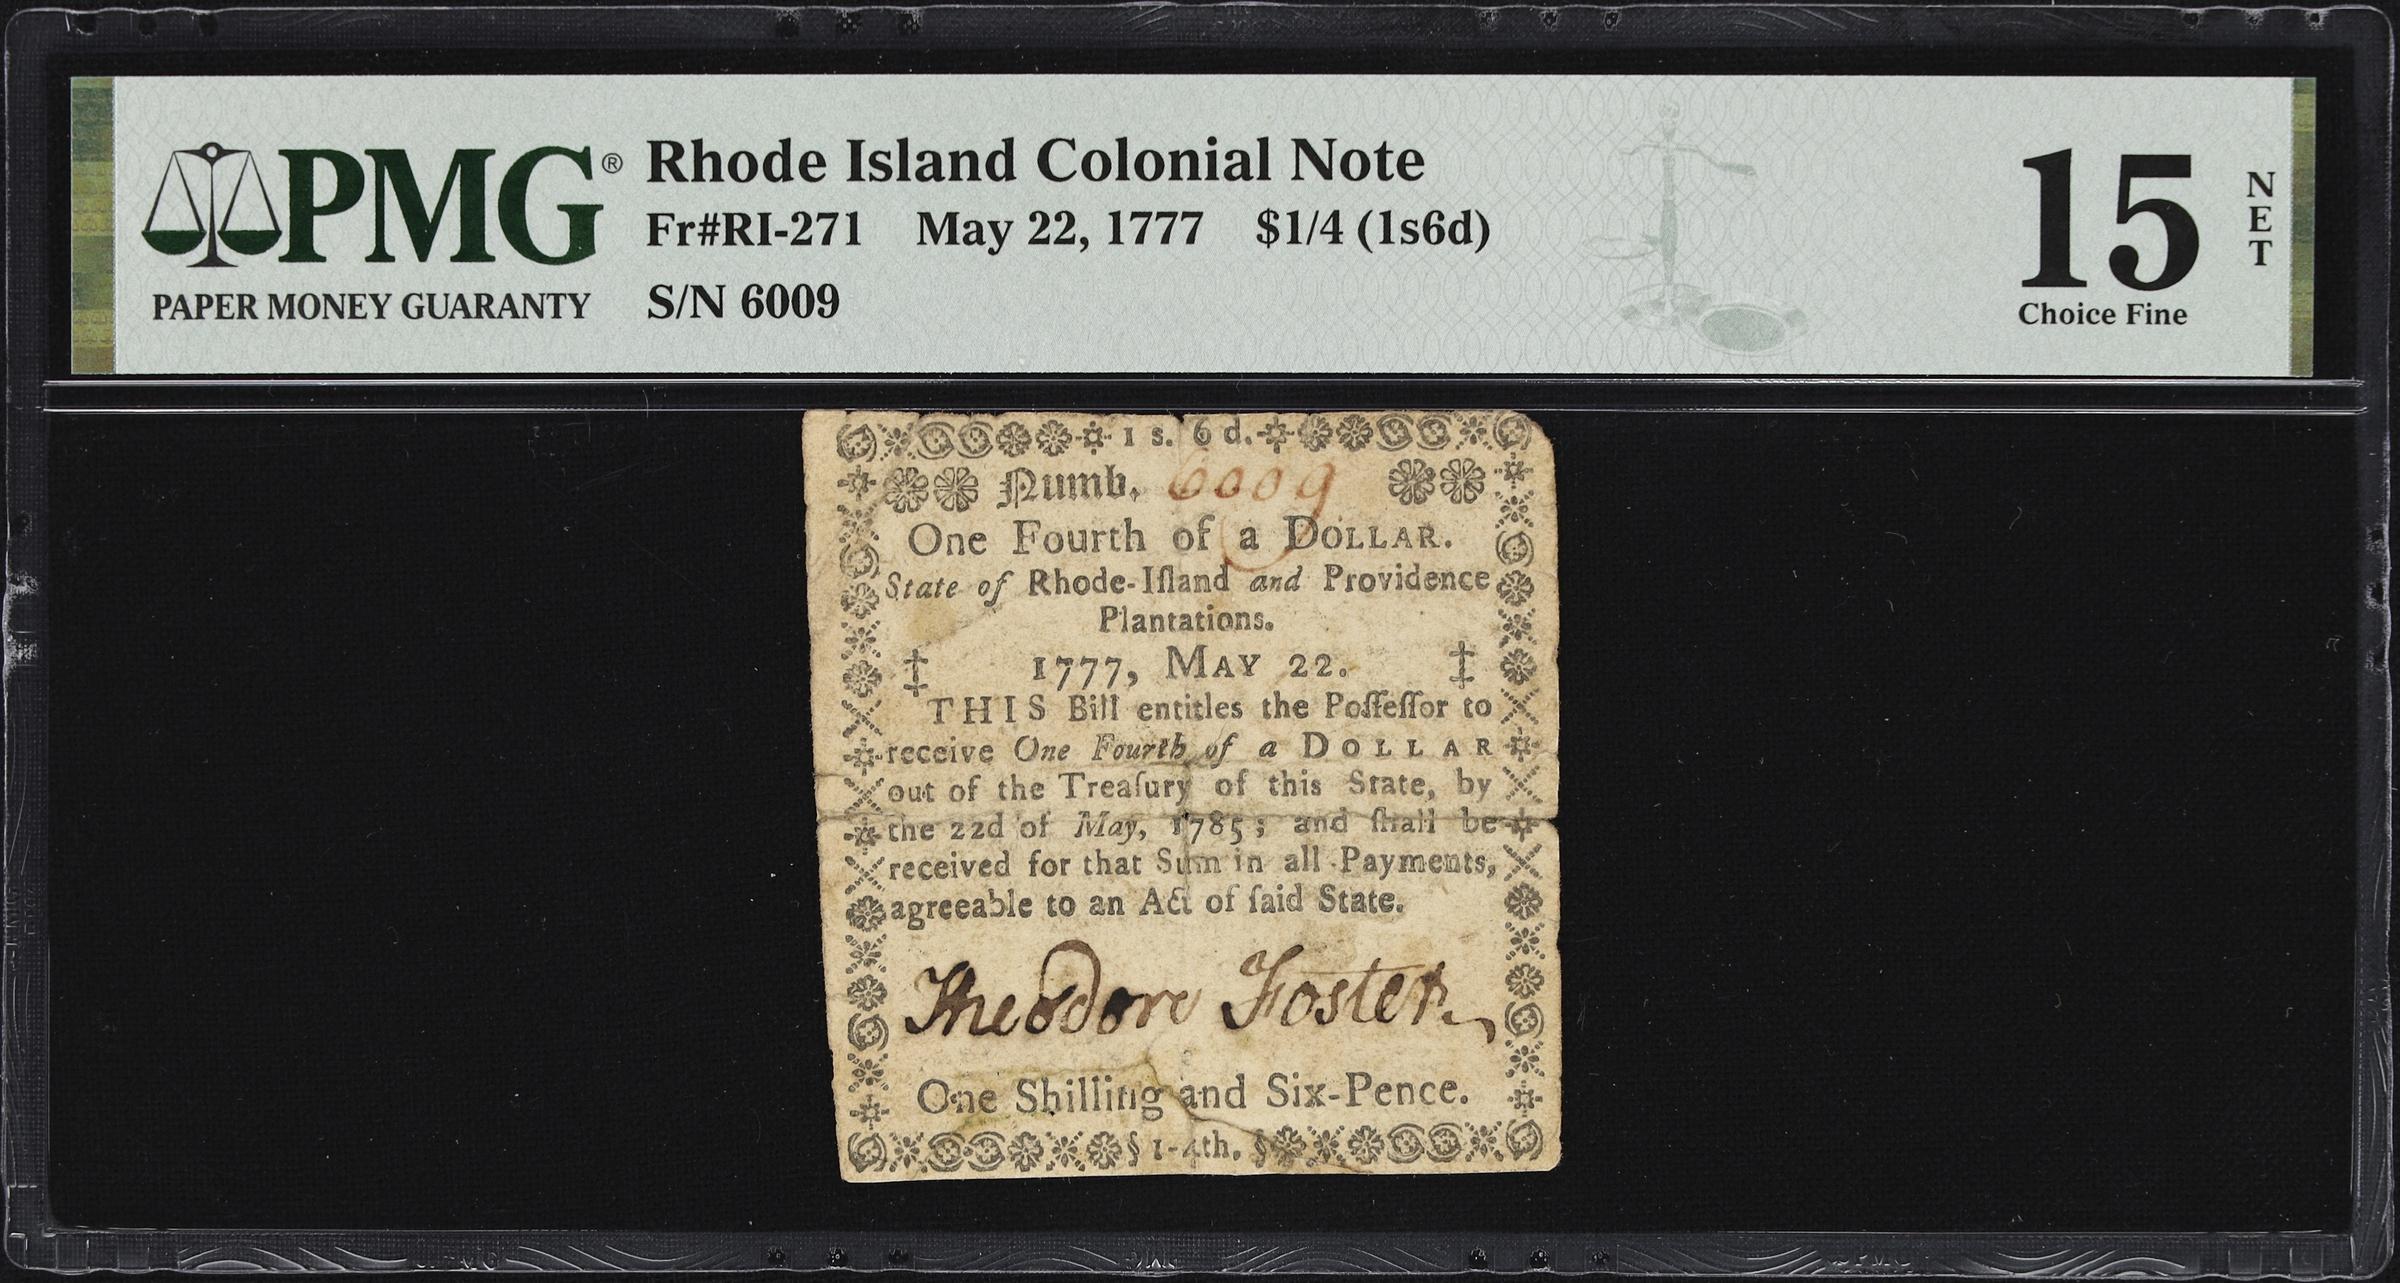 PMG® Rhode Island Colonial Note
Fr#RI-271 May 22, 1777 $1/4 (1s6d)
PAPER MONEY GUARANTY S/N 6009
15 NET
Choice Fine
1 s. 6 d.
Numb. 6009
One Fourth of a DOLLAR.
State of Rhode-Iſland and Providence
Plantations.
1777, MAY 22.
THIS Bill entitles the Poſſeſſor to
receive One Fourth of a DOLLAR
out of the Treaſury of this State, by
the 22d of May, 1785; and ſhall be
received for that Sum in all Payments,
agreeable to an Act of ſaid State.
Theodore Foster
One Shilling and Six-Pence.
§ 1-4th. §